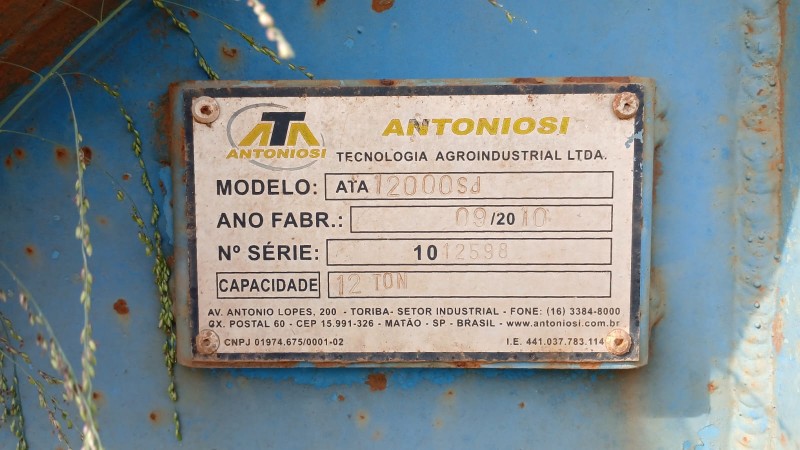 ATA
ANTONIOSI
ANTONIOSI
TECNOLOGIA AGROINDUSTRIAL LTDA.
MODELO: ATA 12000SJ
ANO FABR.: 09/2010
Nº SÉRIE: 1012598
CAPACIDADE 12 TON
AV. ANTONIO LOPES, 200 - TORIBA- SETOR INDUSTRIAL - FONE: (16) 3384-8000
CX. POSTAL 60 - CEP 15.991-326 - MATÃO - SP - BRASIL - www.antoniosi.com.br
CNPJ 01974.675/0001-02 I.E. 441.037.783.114